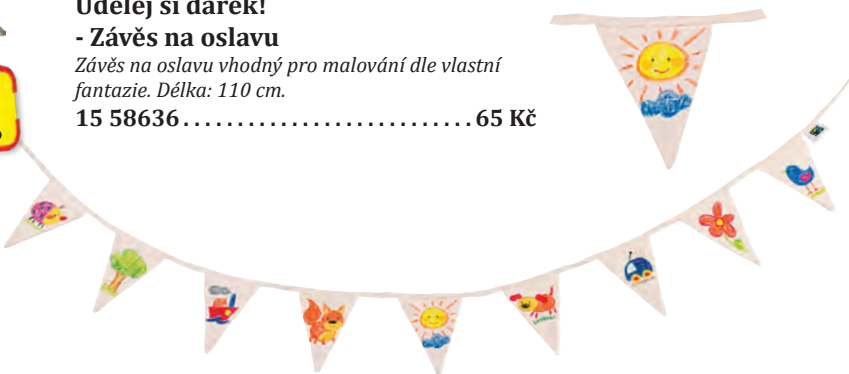 Udělej si dárek!
- Závěs na oslavu
Závěs na oslavu vhodný pro malování dle vlastní
fantazie. Délka: 110 cm.
15 58636...........................65 Kč